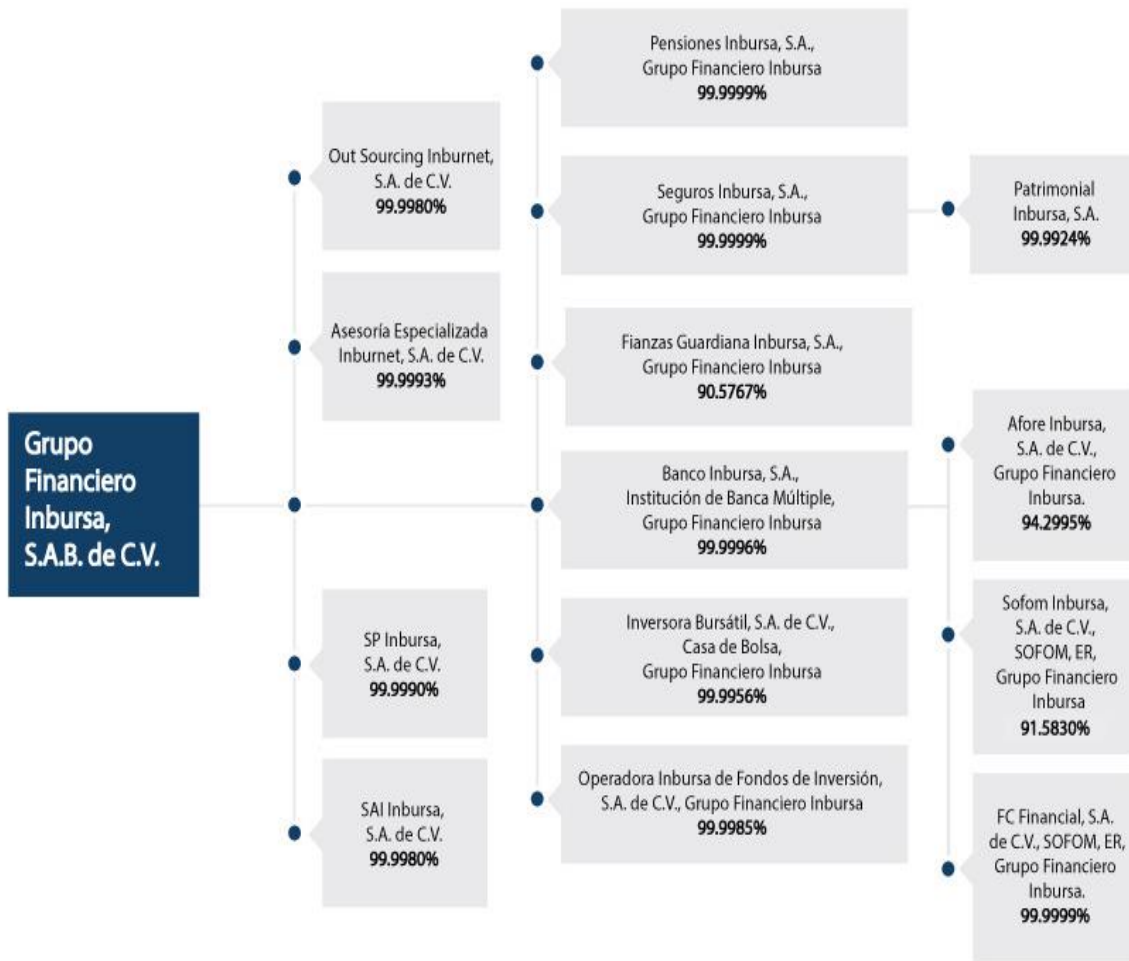 Grupo
Financiero
Inbursa,
S.A.B. de C.V.
Out Sourcing Inburnet,
S.A. de C.V.
99.9980%
Asesoría Especializada
Inburnet, S.A. de C.V.
99.9993%
SP Inbursa,
S.A. de C.V.
99.9990%
SAI Inbursa,
S.A. de C.V.
99.9980%
Pensiones Inbursa, S.A.,
Grupo Financiero Inbursa
99.9999%
Seguros Inbursa, S.A.,
Grupo Financiero Inbursa
99.9999%
Fianzas Guardiana Inbursa, S.A.,
Grupo Financiero Inbursa
90.5767%
Banco Inbursa, S.A.,
Institución de Banca Múltiple,
Grupo Financiero Inbursa
99.9996%
Inversora Bursátil, S.A. de C.V.,
Casa de Bolsa,
Grupo Financiero Inbursa
99.9956%
Operadora Inbursa de Fondos de Inversión,
S.A. de C.V., Grupo Financiero Inbursa
99.9985%
Patrimonial
Inbursa, S.A.
99.9924%
Afore Inbursa,
S.A. de C.V.,
Grupo Financiero
Inbursa.
94.2995%
Sofom Inbursa,
S.A. de C.V.,
SOFOM, ER,
Grupo Financiero
Inbursa
91.5830%
FC Financial, S.A.
de C.V., SOFOM, ER,
Grupo Financiero
Inbursa.
99.9999%